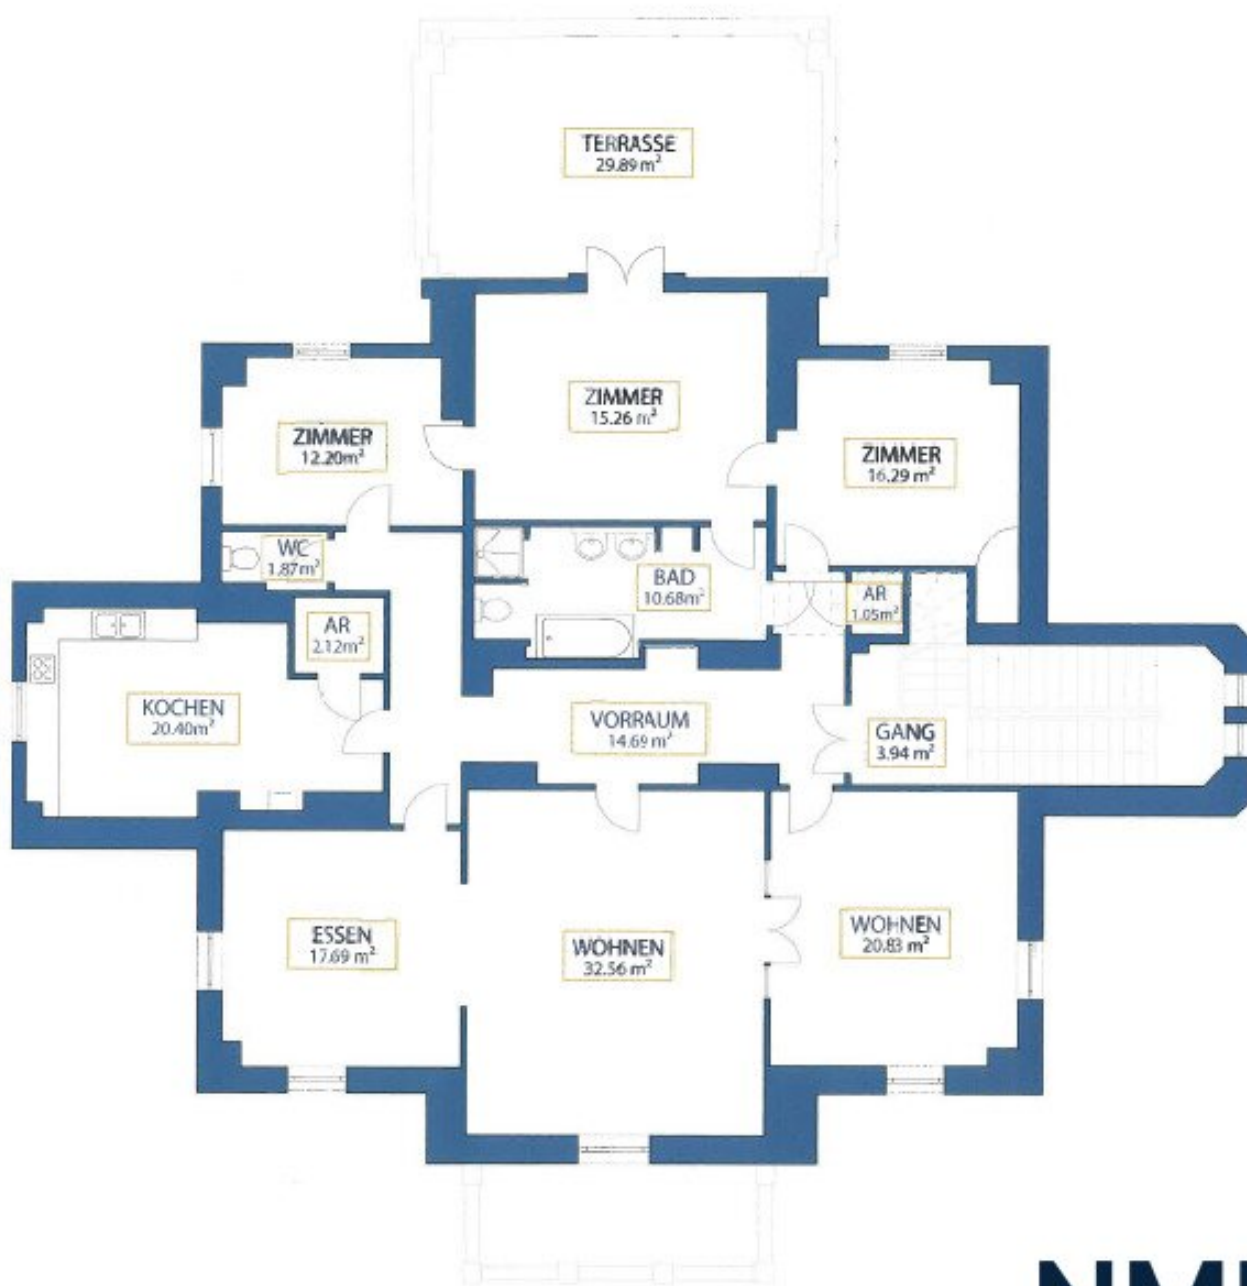 TERRASSE
29.89 m²
ZIMMER
15.26 m²
ZIMMER
12.20m²
ZIMMER
16.29 m²
WC
1.87m²
BAD
10.68m²
AR
1.05m²
AR
2.12m²
KOCHEN
20.40m²
VORRAUM
14.69 m²
GANG
3.94 m²
ESSEN
17.69 m²
WOHNEN
32.56 m²
WOHNEN
20.83 m²